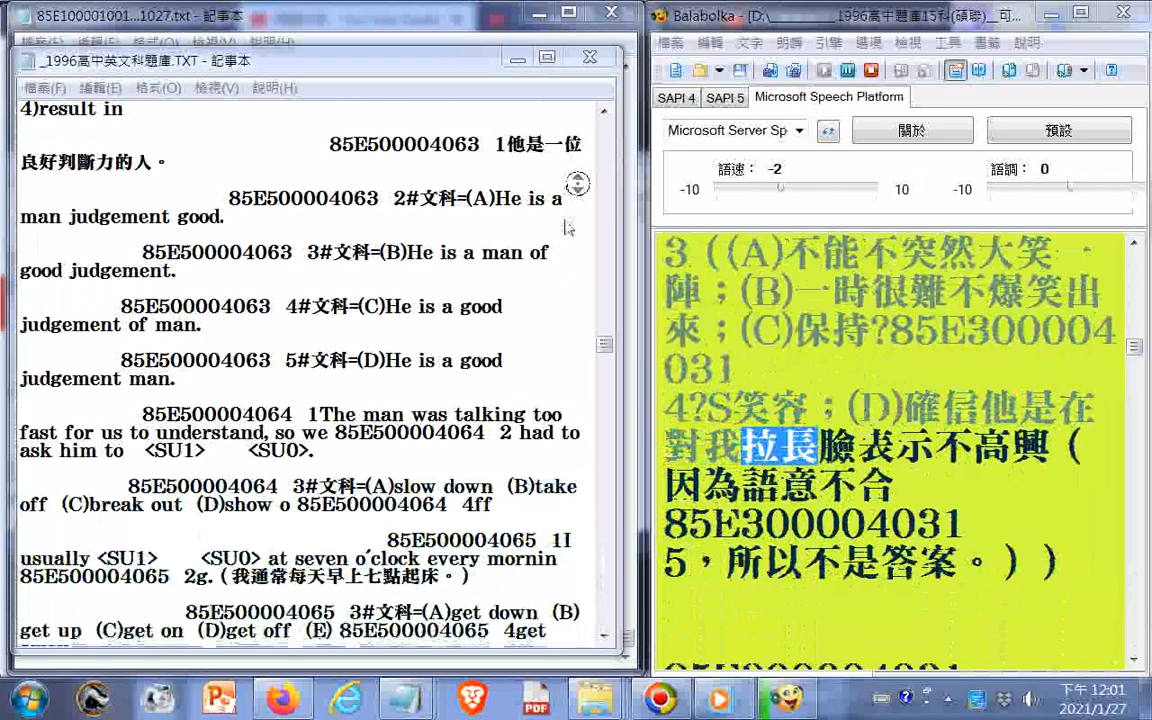 85E100001001...1027.txt - 記事本
_1996高中英文科題庫.TXT - 記事本
檔案(F) 編輯(E) 格式(O) 檢視(V) 說明(H)
4)result in
85E500004063 1他是一位
良好判斷力的人。
85E500004063 2#文科=(A)He is a
man judgement good.
85E500004063 3#文科=(B)He is a man of
good judgement.
85E500004063 4#文科=(C)He is a good
judgement of man.
85E500004063 5#文科=(D)He is a good
judgement man.
85E500004064 1The man was talking too
fast for us to understand, so we 85E500004064 2 had to
ask him to <SU1> <SU0>.
85E500004064 3#文科=(A)slow down (B)take
off (C)break out (D)show o 85E500004064 4ff
85E500004065 1I
usually <SU1> <SU0> at seven o´clock every mornin
85E500004065 2g.(我通常每天早上七點起床。)
85E500004065 3#文科=(A)get down (B)
get up (C)get on (D)get off (E) 85E500004065 4get
Balabolka - [D:\________1996高中題庫15科(碩聯)__可...
檔案 編輯 文字 朗讀 引擎 選項 檢視 工具 書籤 說明
SAPI 4 SAPI 5 Microsoft Speech Platform
Microsoft Server Sp 關於 預設
語速： -2 語調： 0
-10 10 -10
3（(A)不能不突然大笑一
陣；(B)一時很難不爆笑出
來；(C)保持?85E300004
031
4?S笑容；(D))確信他是在
對我拉長臉表示不高興（
因為語意不合
85E300004031
5，所以不是答案。））
下午 12:01
2021/1/27